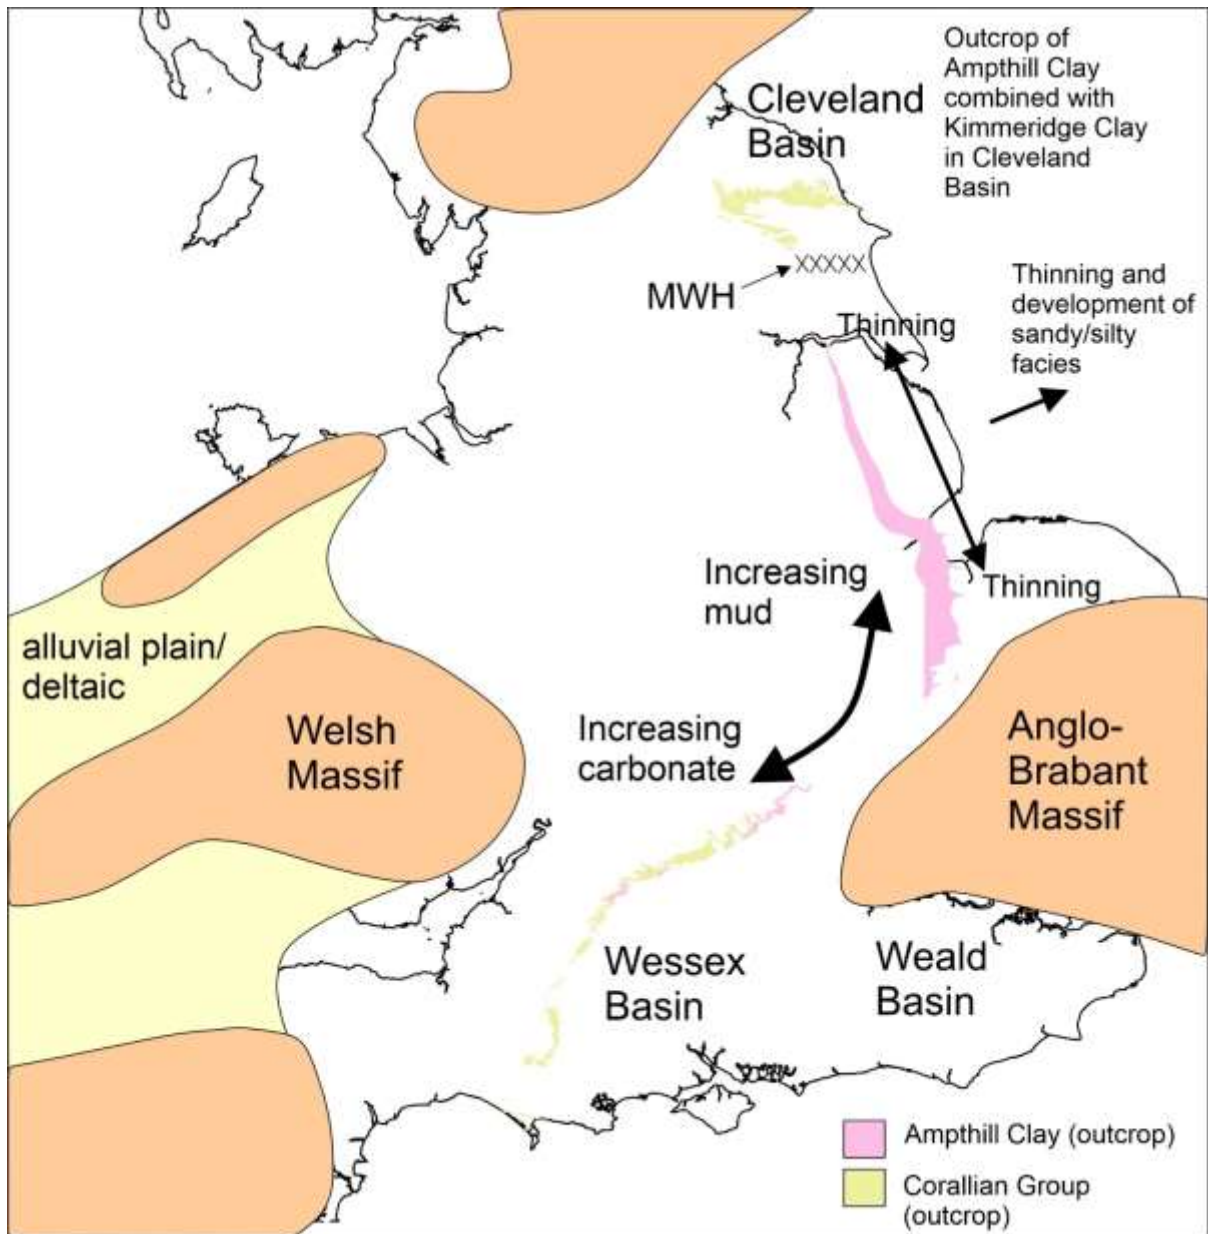 Outcrop of
Ampthill Clay
combined with
Kimmeridge Clay
in Cleveland
Basin
Cleveland
Basin
MWH
XXXXX
Thinning
Thinning and
development of
sandy/silty
facies
Increasing
mud
Thinning
alluvial plain/
deltaic
Welsh
Massif
Increasing
carbonate
Anglo-
Brabant
Massif
Wessex
Basin
Weald
Basin
Ampthill Clay (outcrop)
Corallian Group
(outcrop)